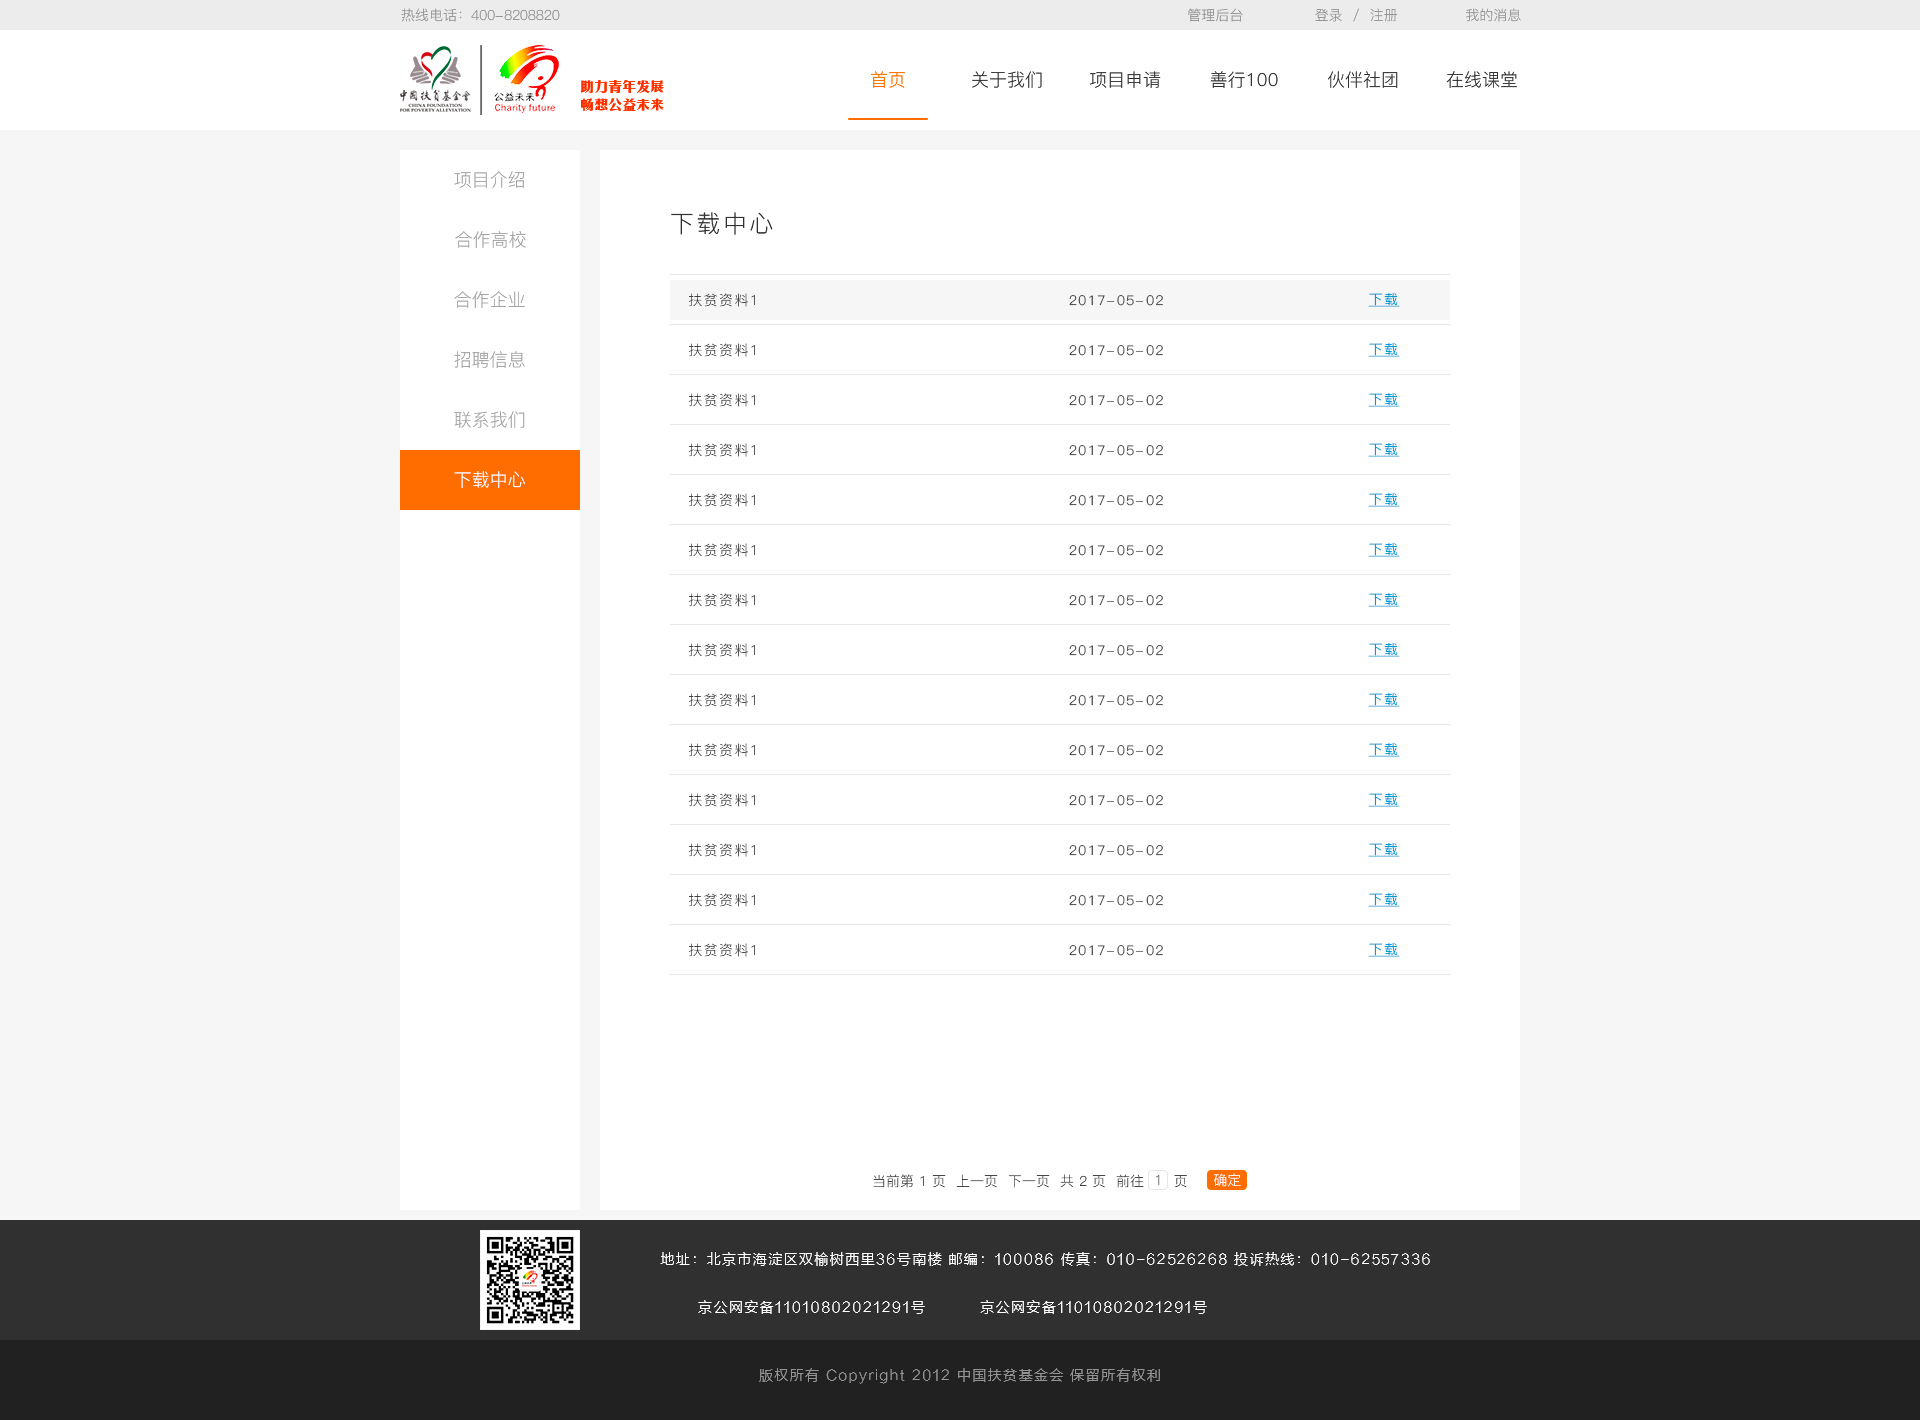 热线电话：400-8208820 管理后台 登录 / 注册 我的消息
中国扶贫基金会
CHINA FOUNDATION
FOR POVERTY ALLEVIATION
公益未来
Charity future
助力青年发展
畅想公益未来
首页 关于我们 项目申请 善行100 伙伴社团 在线课堂
项目介绍
合作高校
合作企业
招聘信息
联系我们
下载中心
下载中心
扶贫资料1 2017-05-02 下载
扶贫资料1 2017-05-02 下载
扶贫资料1 2017-05-02 下载
扶贫资料1 2017-05-02 下载
扶贫资料1 2017-05-02 下载
扶贫资料1 2017-05-02 下载
扶贫资料1 2017-05-02 下载
扶贫资料1 2017-05-02 下载
扶贫资料1 2017-05-02 下载
扶贫资料1 2017-05-02 下载
扶贫资料1 2017-05-02 下载
扶贫资料1 2017-05-02 下载
扶贫资料1 2017-05-02 下载
扶贫资料1 2017-05-02 下载
当前第 1 页 上一页 下一页 共 2 页 前往 1 页 确定
地址：北京市海淀区双榆树西里36号南楼 邮编：100086 传真：010-62526268 投诉热线：010-62557336
京公网安备11010802021291号 京公网安备11010802021291号
版权所有 Copyright 2012 中国扶贫基金会 保留所有权利